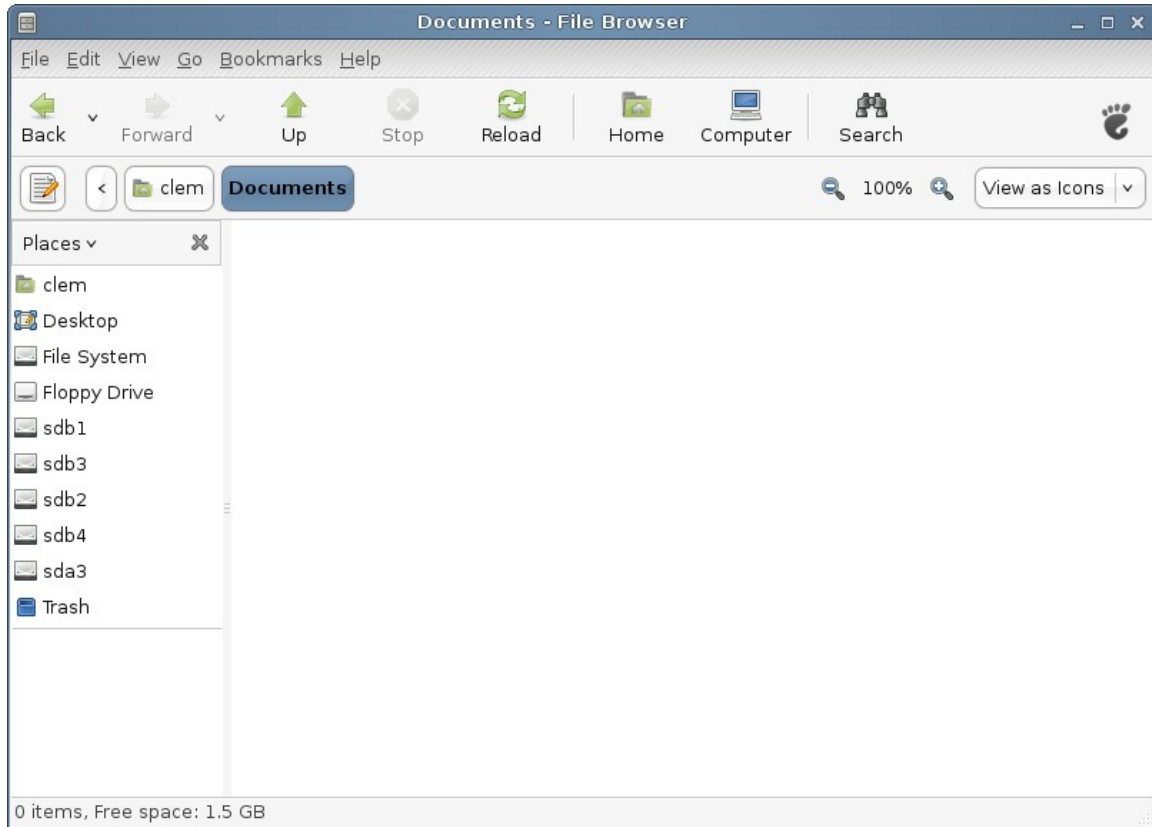 Documents - File Browser
File Edit View Go Bookmarks Help
Back Forward Up Stop Reload Home Computer Search
clem Documents 100% View as Icons
Places
clem
Desktop
File System
Floppy Drive
sdb1
sdb3
sdb2
sdb4
sda3
Trash
0 items, Free space: 1.5 GB